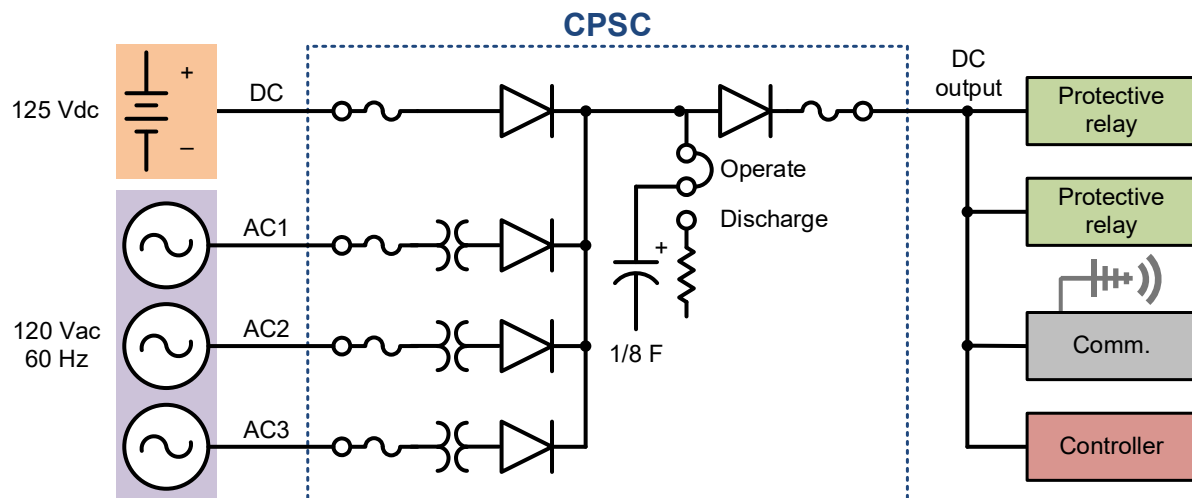 CPSC
125 Vdc
+
–
DC
DC
output
Protective
relay
Operate
AC1
Discharge
+
Protective
relay
120 Vac
60 Hz
AC2
1/8 F
Comm.
AC3
Controller